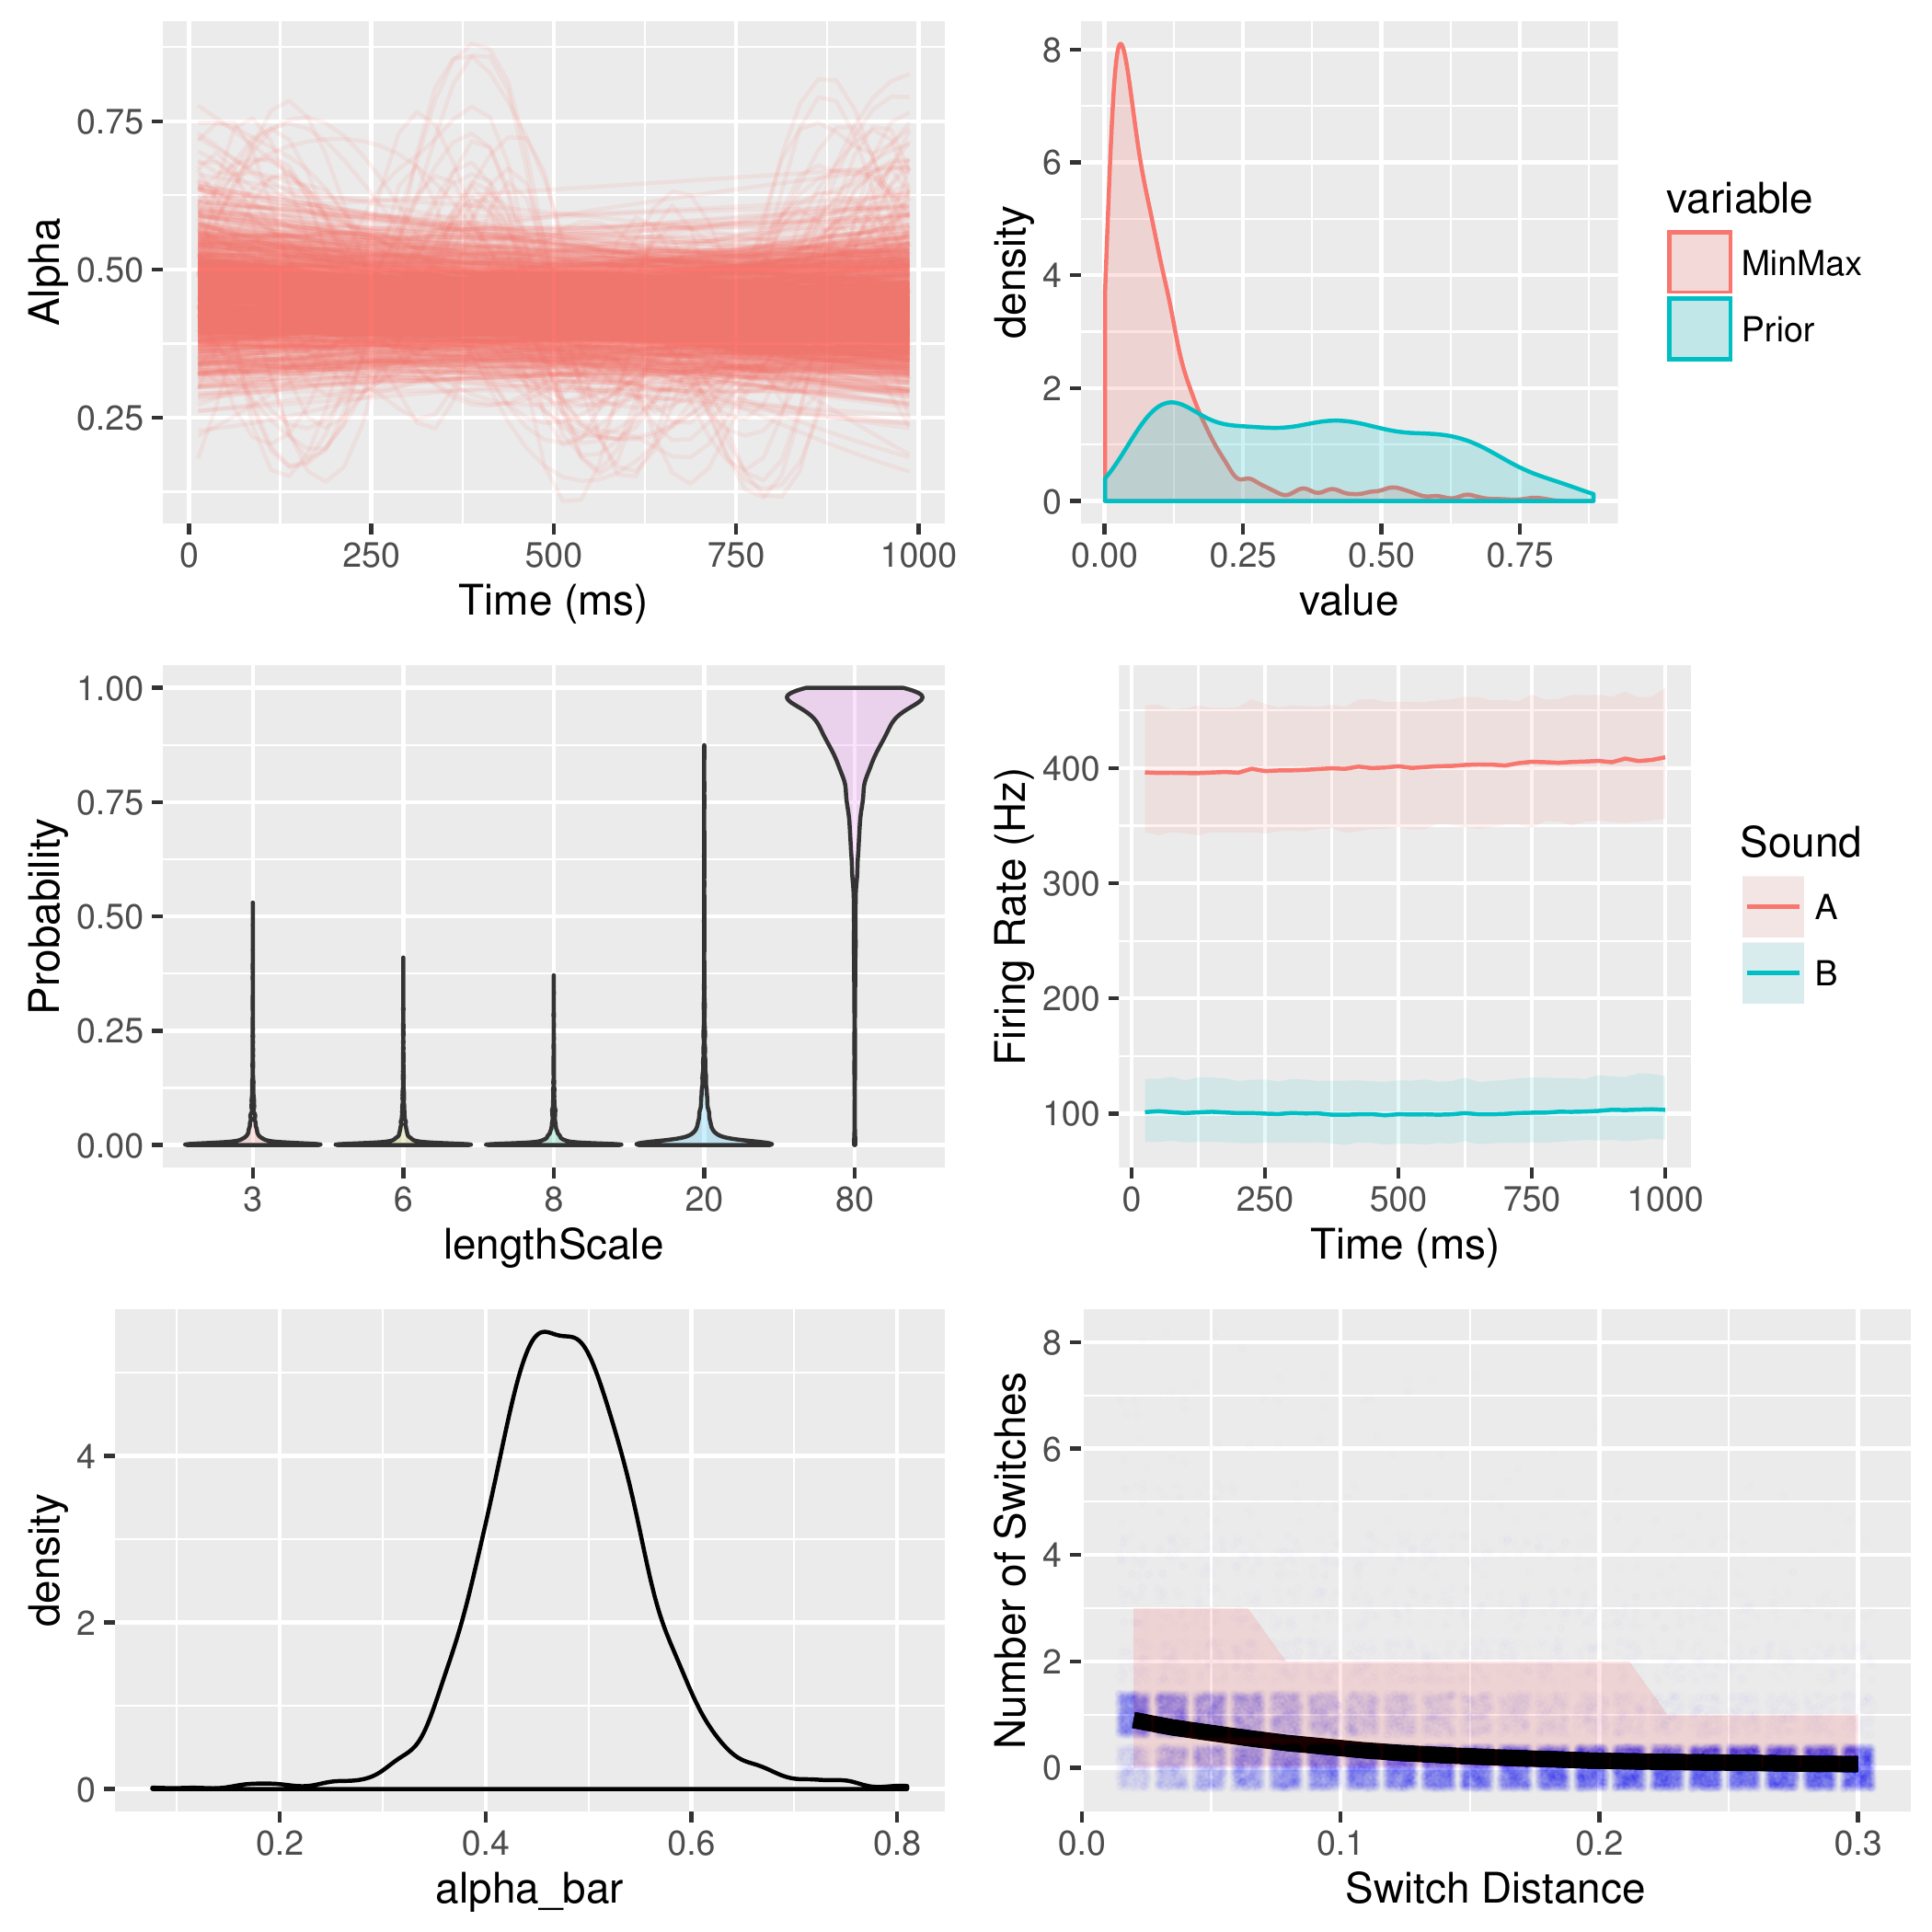 Alpha
0.75
0.50
0.25
0 250 500 750 1000
Time (ms)
density
8
6
4
2
0
0.00 0.25 0.50 0.75
value
variable
MinMax
Prior
Probability
1.00
0.75
0.50
0.25
0.00
3 6 8 20 80
lengthScale
Firing Rate (Hz)
400
300
200
100
0 250 500 750 1000
Time (ms)
Sound
A
B
density
4
2
0
0.2 0.4 0.6 0.8
alpha_bar
Number of Switches
8
6
4
2
0
0.0 0.1 0.2 0.3
Switch Distance